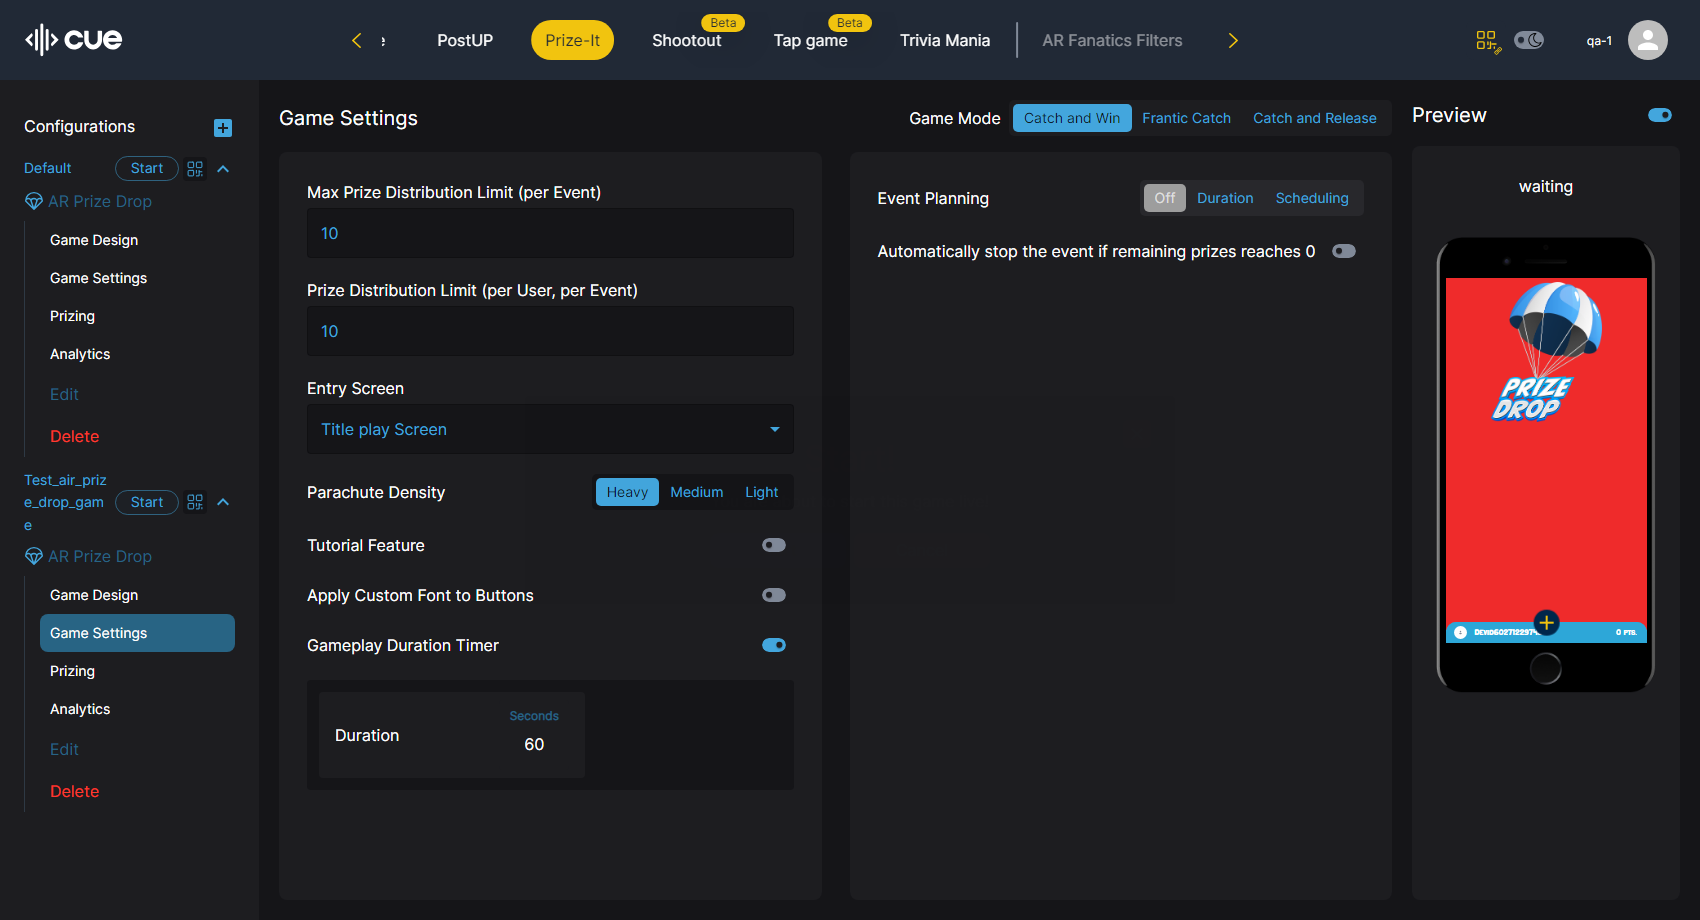 cue
e
PostUP
Prize-It
Shootout
Beta
Tap game
Beta
Trivia Mania
AR Fanatics Filters
qa-1
Configurations
Default
Start
AR Prize Drop
Game Design
Game Settings
Prizing
Analytics
Edit
Delete
Test_air_priz
e_drop_gam
e
Start
AR Prize Drop
Game Design
Game Settings
Prizing
Analytics
Edit
Delete
Game Settings
Game Mode
Catch and Win
Frantic Catch
Catch and Release
Max Prize Distribution Limit (per Event)
10
Prize Distribution Limit (per User, per Event)
10
Entry Screen
Title play Screen
Parachute Density
Heavy
Medium
Light
Tutorial Feature
Apply Custom Font to Buttons
Gameplay Duration Timer
Duration
Seconds
60
Event Planning
Off
Duration
Scheduling
Automatically stop the event if remaining prizes reaches 0
Preview
waiting
PRIZE
DROP
0 PTS.